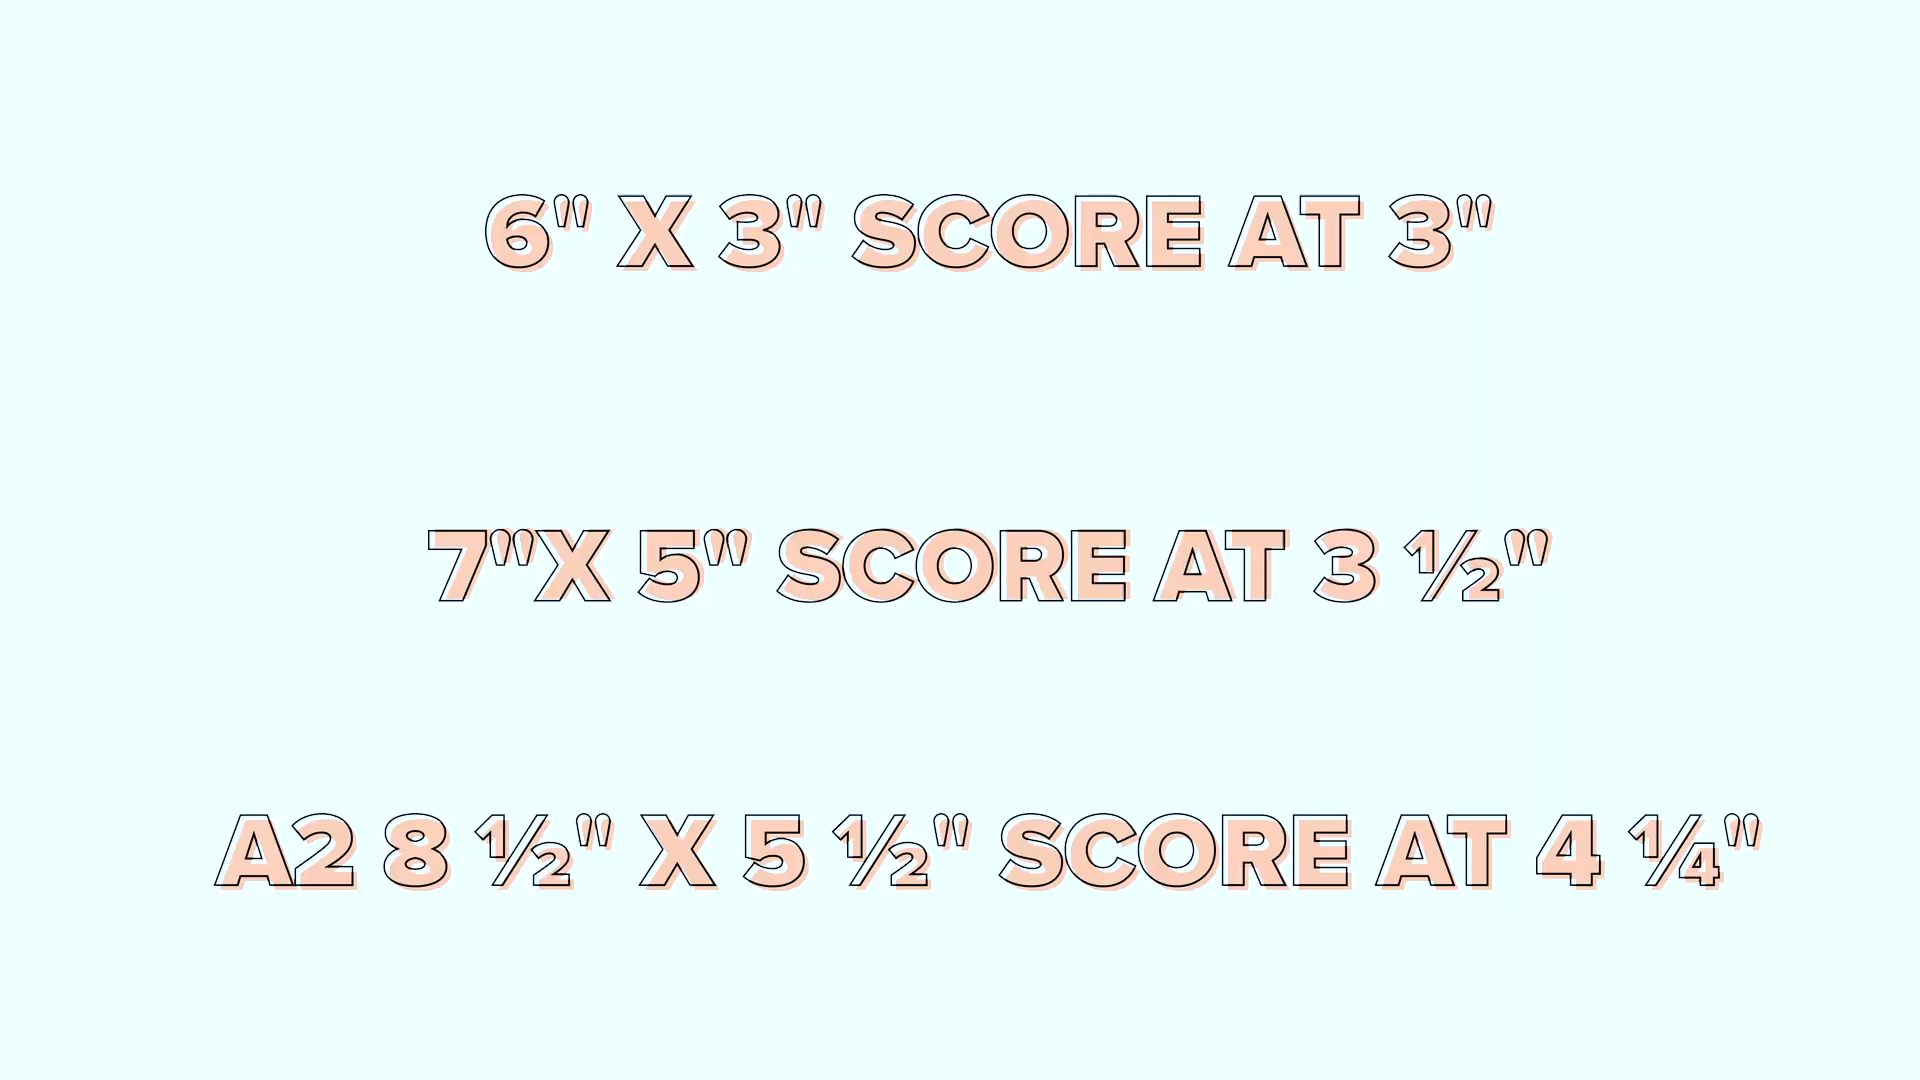 6" X 3" SCORE AT 3"
7"X 5" SCORE AT 3 ½"
A2 8 ½" X 5 ½" SCORE AT 4 ¼"